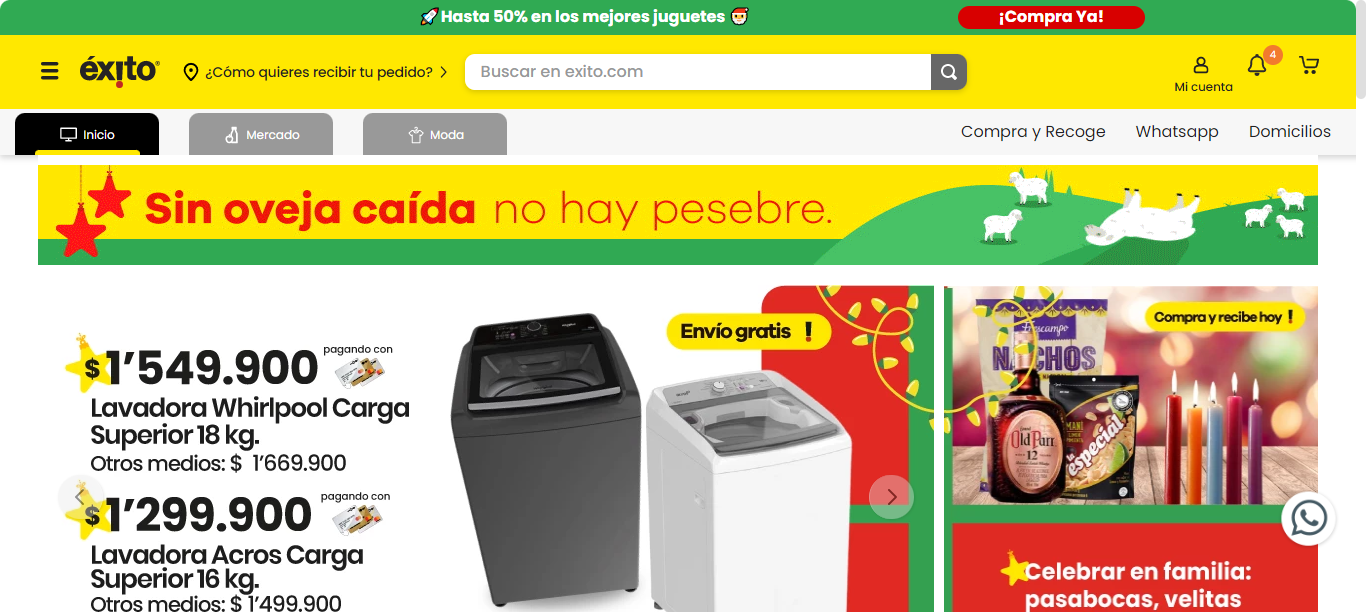 Hasta 50% en los mejores juguetes
¡Compra Ya!
éxito
¿Cómo quieres recibir tu pedido?
Buscar en exito.com
Mi cuenta
4
Inicio
Mercado
Moda
Compra y Recoge
Whatsapp
Domicilios
Sin oveja caída no hay pesebre.
$1'549.900
pagando con
Lavadora Whirlpool Carga
Superior 18 kg.
Otros medios: $ 1'669.900
$1'299.900
pagando con
Lavadora Acros Carga
Superior 16 kg.
Otros medios: $ 1'499.900
Envío gratis !
Compra y recibe hoy !
Frescampo
NACHOS
Old Parr
12
MANI
la especial
Celebrar en familia:
pasabocas, velitas